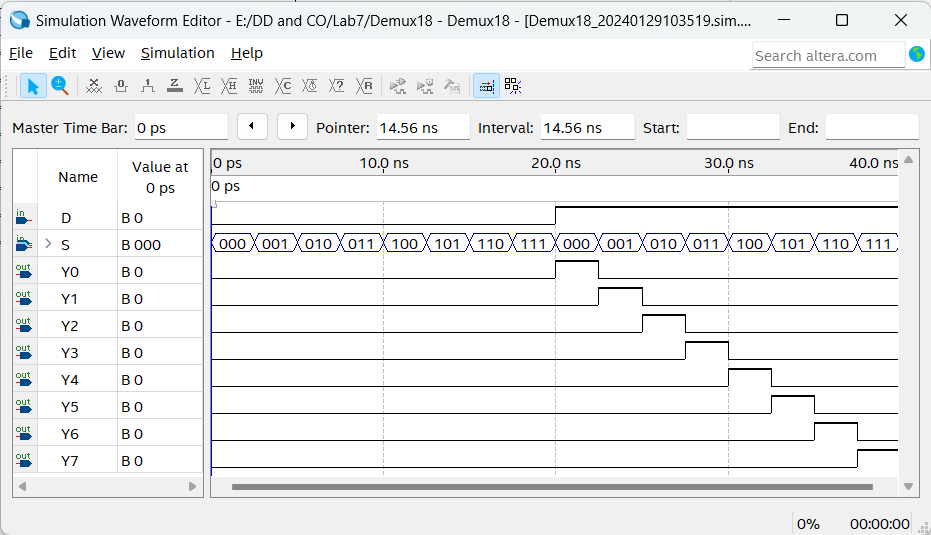 Simulation Waveform Editor - E:/DD and CO/Lab7/Demux18 - Demux18 - [Demux18_20240129103519.sim....
File Edit View Simulation Help
Search altera.com
Master Time Bar: 0 ps Pointer: 14.56 ns Interval: 14.56 ns Start: End:
Name Value at 0 ps
0 ps 10.0 ns 20.0 ns 30.0 ns 40.0 ns
0 ps
in D B 0
in S B 000 000 001 010 011 100 101 110 111 000 001 010 011 100 101 110 111
out Y0 B 0
out Y1 B 0
out Y2 B 0
out Y3 B 0
out Y4 B 0
out Y5 B 0
out Y6 B 0
out Y7 B 0
0% 00:00:00